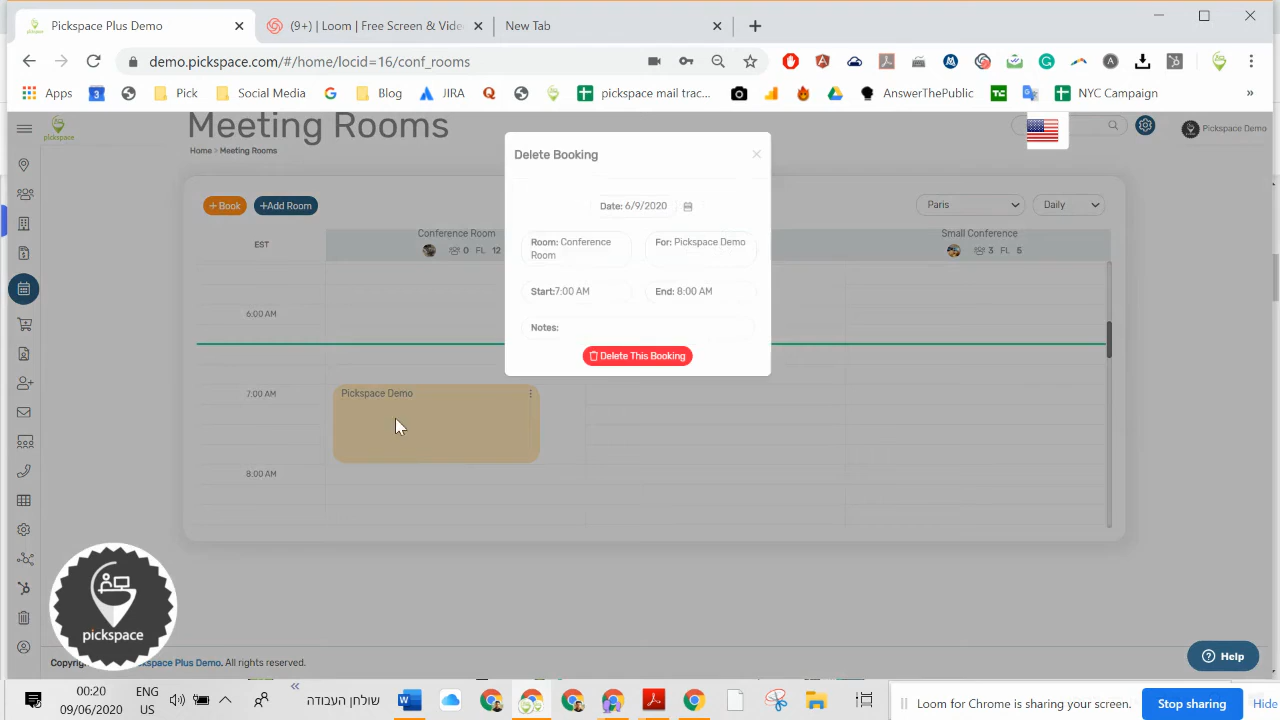 Pickspace Plus Demo
(9+) | Loom | Free Screen & Vide
New Tab
demo.pickspace.com/#/home/locid=16/conf_rooms
Apps
3
Pick
Social Media
Blog
JIRA
pickspace mail trac...
AnswerThePublic
TC
NYC Campaign
»
Meeting Rooms
Home » Meeting Rooms
pickspace
Pickspace Demo
+Book
+Add Room
Paris
Daily
EST
Conference Room
0 FL 12
Small Conference
3 FL 5
6:00 AM
7:00 AM
8:00 AM
Pickspace Demo
Delete Booking
Date: 6/9/2020
Room: Conference
Room
For: Pickspace Demo
Start:7:00 AM
End: 8:00 AM
Notes:
Delete This Booking
pickspace
Copyr
kspace Plus Demo. All rights reserved.
Help
00:20
09/06/2020
ENG
US
«
שולחן העבודה
Loom for Chrome is sharing your screen.
Stop sharing
Hide